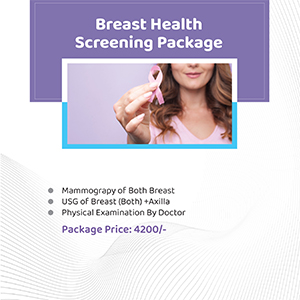 Breast Health
Screening Package
Mammograpy of Both Breast
USG of Breast (Both) +Axilla
Physical Examination By Doctor
Package Price: 4200/-